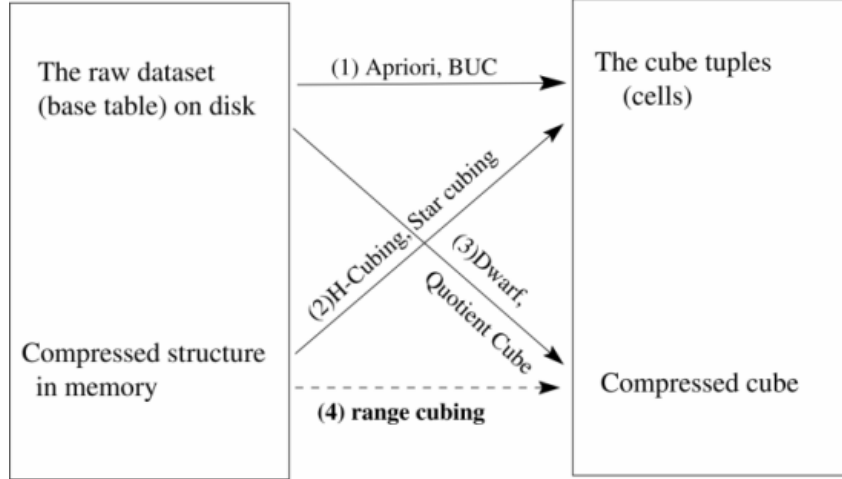 The raw dataset
(base table) on disk
(1) Apriori, BUC
The cube tuples
(cells)
(2)H-Cubing, Star cubing
(3)Dwarf,
Quotient Cube
Compressed structure
in memory
(4) range cubing
Compressed cube